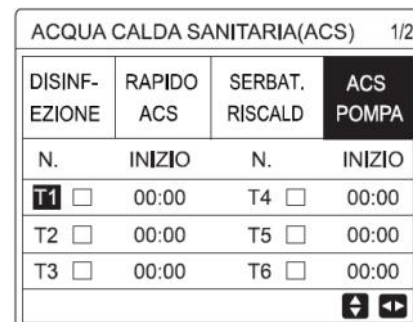 ACQUA CALDA SANITARIA(ACS) 1/2
DISINF- RAPIDO SERBAT. ACS
EZIONE ACS RISCALD POMPA
N. INIZIO N. INIZIO
T1 00:00 T4 00:00
T2 00:00 T5 00:00
T3 00:00 T6 00:00